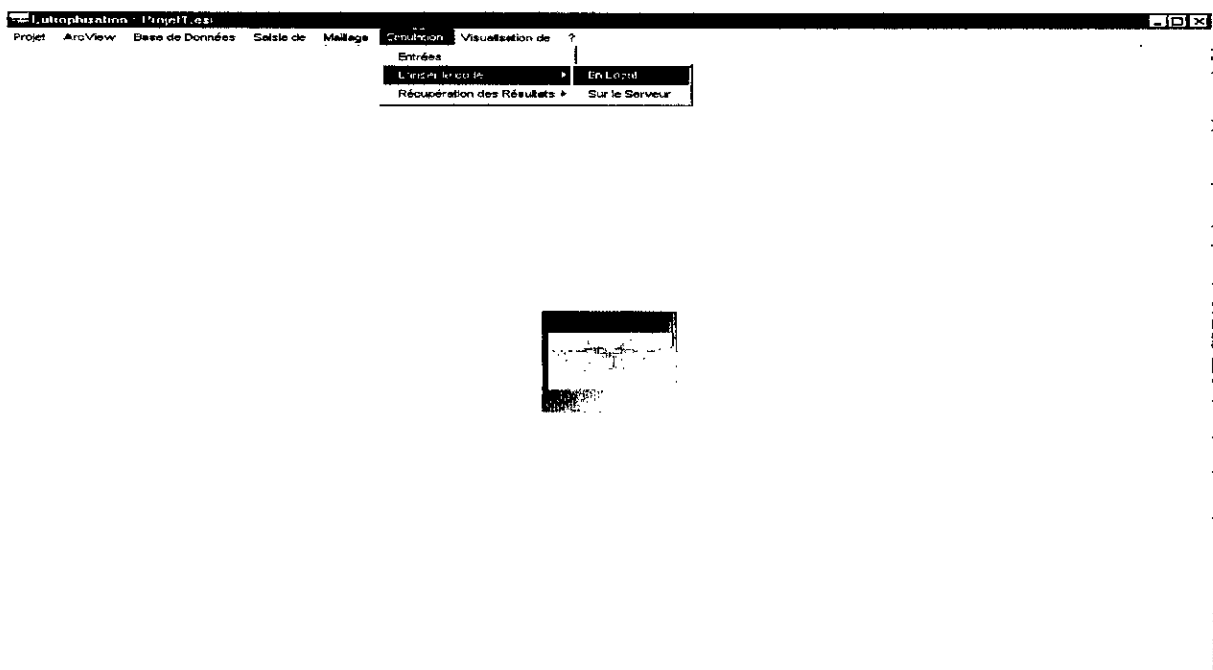 Eutrophisation : ProjetT.esi
Projet ArcView Base de Données Saisie de Maillage Simulation Visualisation de ?
Entrées
Lancer le code En Local
Récupération des Résultats Sur le Serveur